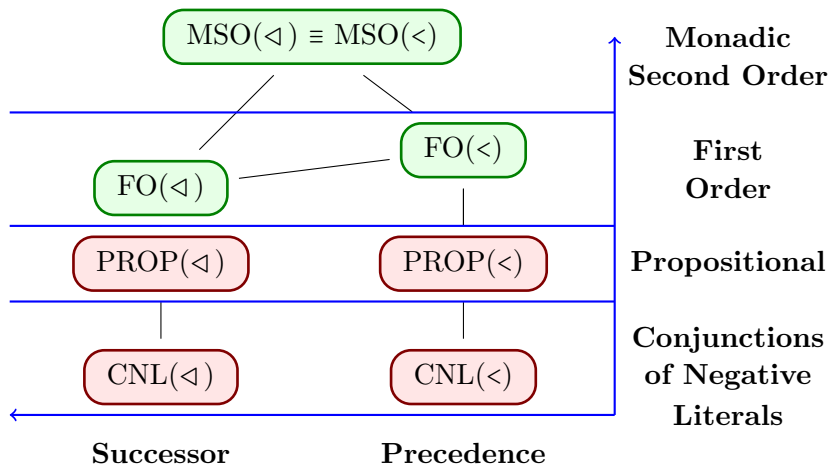 MSO(⊲) ≡ MSO(<)
Monadic
Second Order
FO(⊲)
FO(<)
First
Order
PROP(⊲)
PROP(<)
Propositional
CNL(⊲)
CNL(<)
Conjunctions
of Negative
Literals
Successor
Precedence